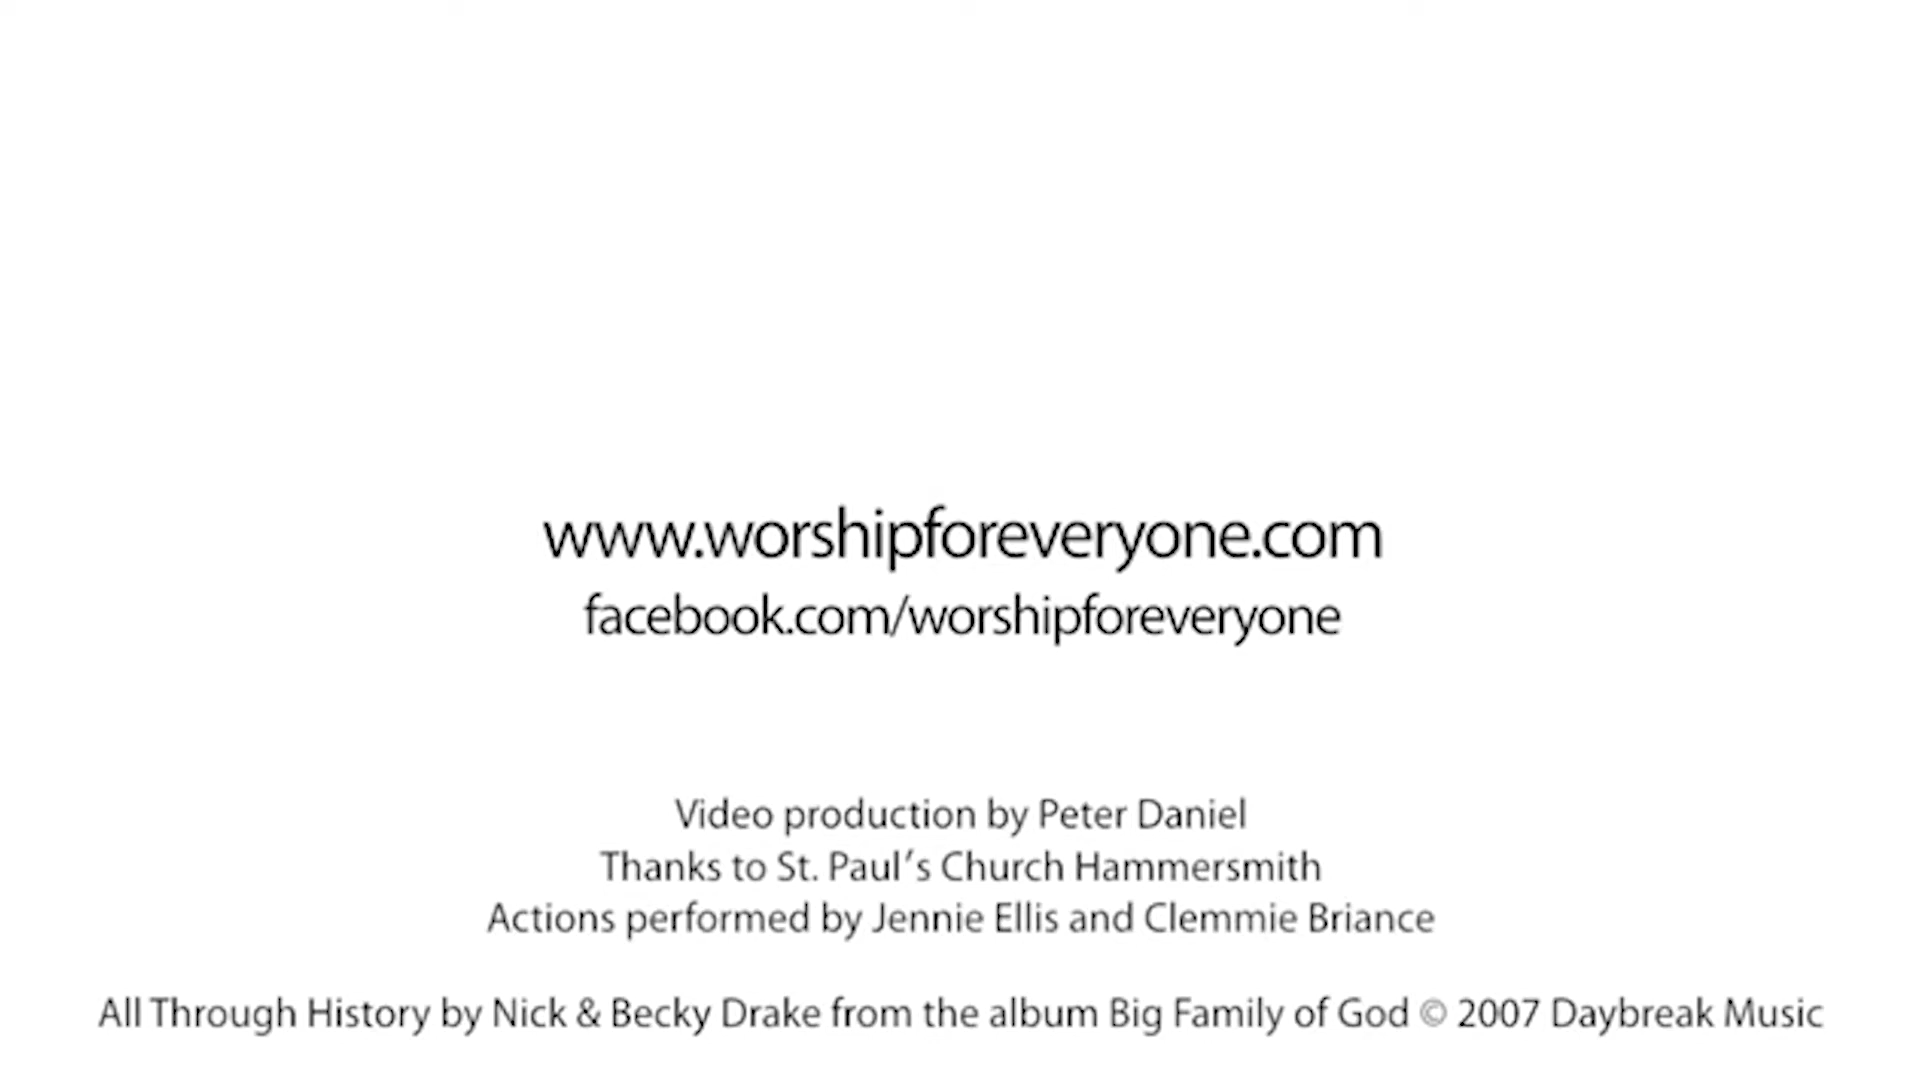 www.worshipforeveryone.com
facebook.com/worshipforeveryone
Video production by Peter Daniel
Thanks to St. Paul's Church Hammersmith
Actions performed by Jennie Ellis and Clemmie Briance
All Through History by Nick & Becky Drake from the album Big Family of God © 2007 Daybreak Music